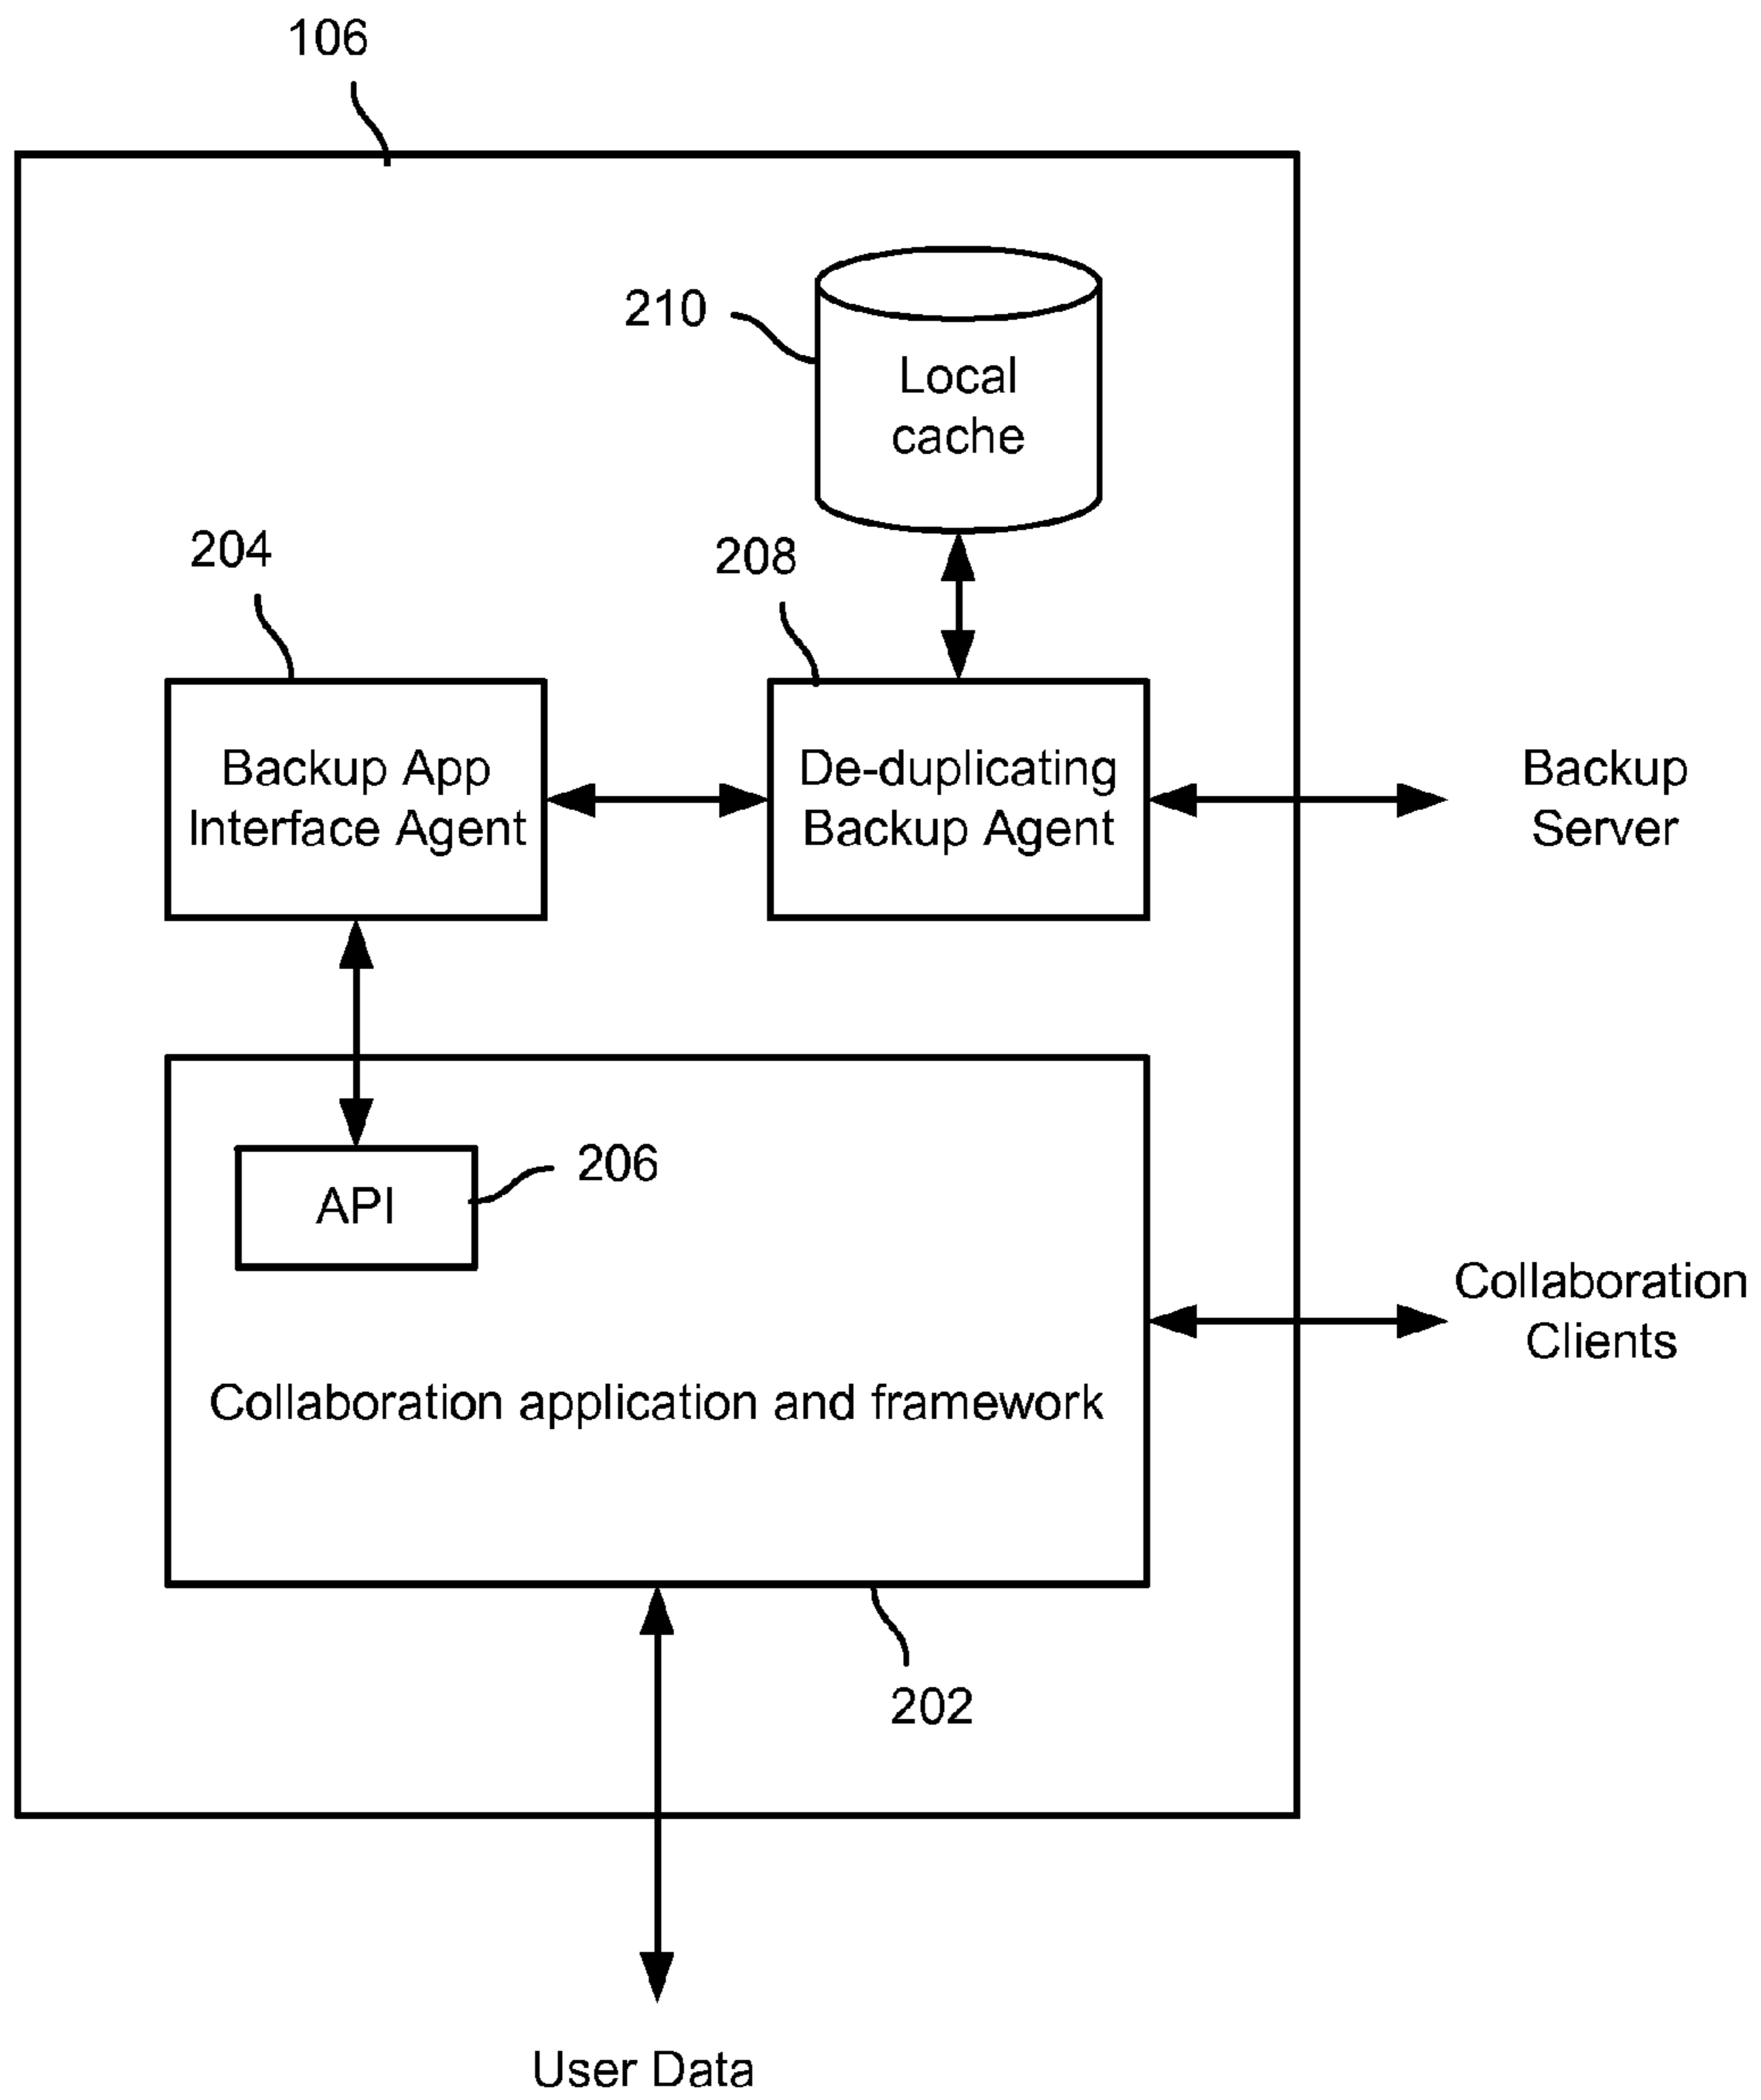 106
210
Local
cache
204
208
Backup App
Interface Agent
De-duplicating
Backup Agent
Backup
Server
206
API
Collaboration
Clients
Collaboration application and framework
202
User Data